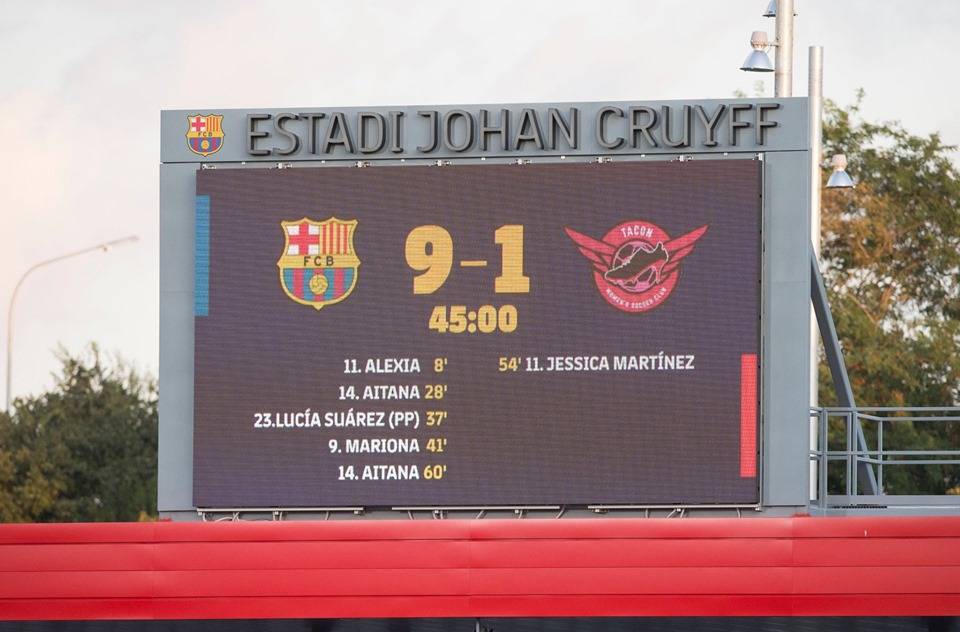 FCB ESTADI JOHAN CRUYFF
FCB
9-1
TACON
WOMEN'S SOCCER CLUB
45:00
11. ALEXIA 8' 54' 11. JESSICA MARTÍNEZ
14. AITANA 28'
23.LUCÍA SUÁREZ (PP) 37'
9. MARIONA 41'
14. AITANA 60'